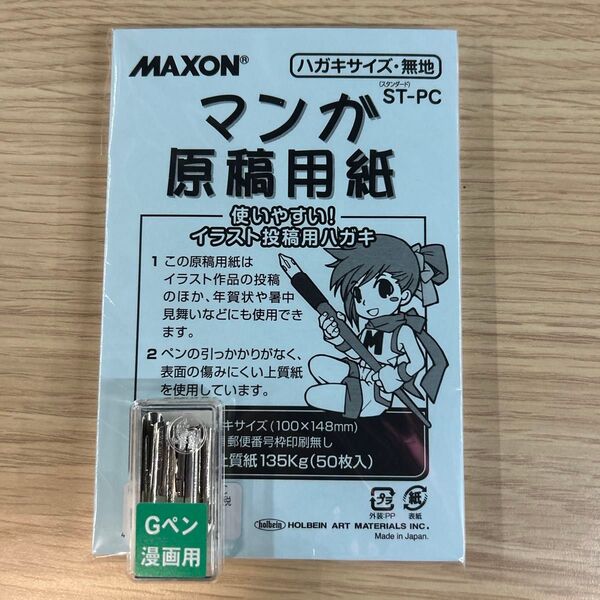 MAXON®
ハガキサイズ・無地
(スタンダード)
ST-PC
マンガ
原稿用紙
使いやすい!
イラスト投稿用ハガキ
1 この原稿用紙は
イラスト作品の投稿
のほか、年賀状や暑中
見舞いなどにも使用でき
ます。
2 ペンの引っかかりがなく、
表面の傷みにくい上質紙
を使用しています。
M
キサイズ(100×148mm)
郵便番号枠印刷無し
上質紙135Kg(50枚入)
Gペン
漫画用
プラ
外装:PP
紙
表紙
holbein HOLBEIN ART MATERIALS INC.
Made in Japan.